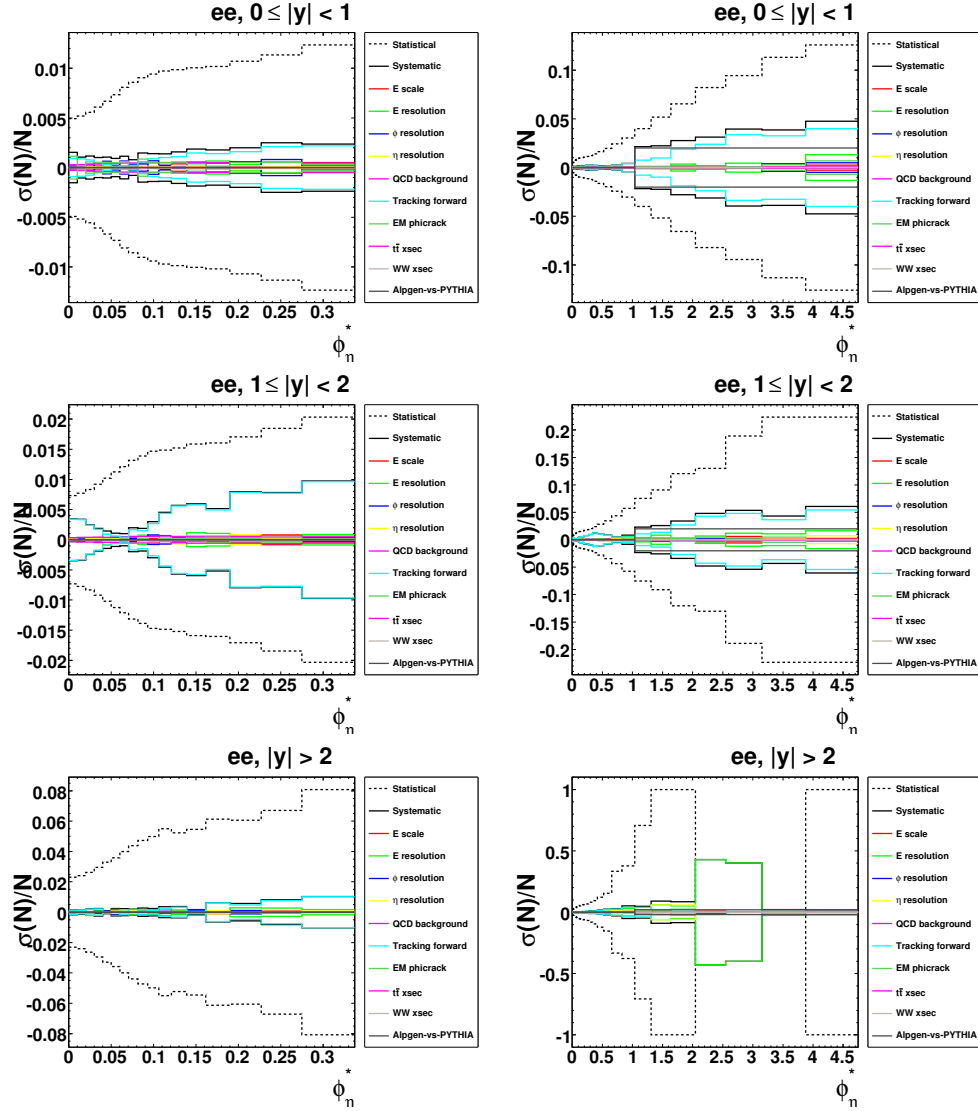 ee, 0 ≤ |y| < 1
σ(N)/N
0.01
0.005
0
-0.005
-0.01
0 0.05 0.1 0.15 0.2 0.25 0.3
ϕ*η
Statistical
Systematic
E scale
E resolution
ϕ resolution
η resolution
QCD background
Tracking forward
EM phicrack
tt̄ xsec
WW xsec
Alpgen-vs-PYTHIA
ee, 0 ≤ |y| < 1
σ(N)/N
0.1
0.05
0
-0.05
-0.1
0 0.5 1 1.5 2 2.5 3 3.5 4 4.5
ϕ*η
Statistical
Systematic
E scale
E resolution
ϕ resolution
η resolution
QCD background
Tracking forward
EM phicrack
tt̄ xsec
WW xsec
Alpgen-vs-PYTHIA
ee, 1 ≤ |y| < 2
σ(N)/N
0.02
0.015
0.01
0.005
0
-0.005
-0.01
-0.015
-0.02
0 0.05 0.1 0.15 0.2 0.25 0.3
ϕ*η
Statistical
Systematic
E scale
E resolution
ϕ resolution
η resolution
QCD background
Tracking forward
EM phicrack
tt̄ xsec
WW xsec
Alpgen-vs-PYTHIA
ee, 1 ≤ |y| < 2
σ(N)/N
0.2
0.15
0.1
0.05
0
-0.05
-0.1
-0.15
-0.2
0 0.5 1 1.5 2 2.5 3 3.5 4 4.5
ϕ*η
Statistical
Systematic
E scale
E resolution
ϕ resolution
η resolution
QCD background
Tracking forward
EM phicrack
tt̄ xsec
WW xsec
Alpgen-vs-PYTHIA
ee, |y| > 2
σ(N)/N
0.08
0.06
0.04
0.02
0
-0.02
-0.04
-0.06
-0.08
0 0.05 0.1 0.15 0.2 0.25 0.3
ϕ*η
Statistical
Systematic
E scale
E resolution
ϕ resolution
η resolution
QCD background
Tracking forward
EM phicrack
tt̄ xsec
WW xsec
Alpgen-vs-PYTHIA
ee, |y| > 2
σ(N)/N
1
0.5
0
-0.5
-1
0 0.5 1 1.5 2 2.5 3 3.5 4 4.5
ϕ*η
Statistical
Systematic
E scale
E resolution
ϕ resolution
η resolution
QCD background
Tracking forward
EM phicrack
tt̄ xsec
WW xsec
Alpgen-vs-PYTHIA